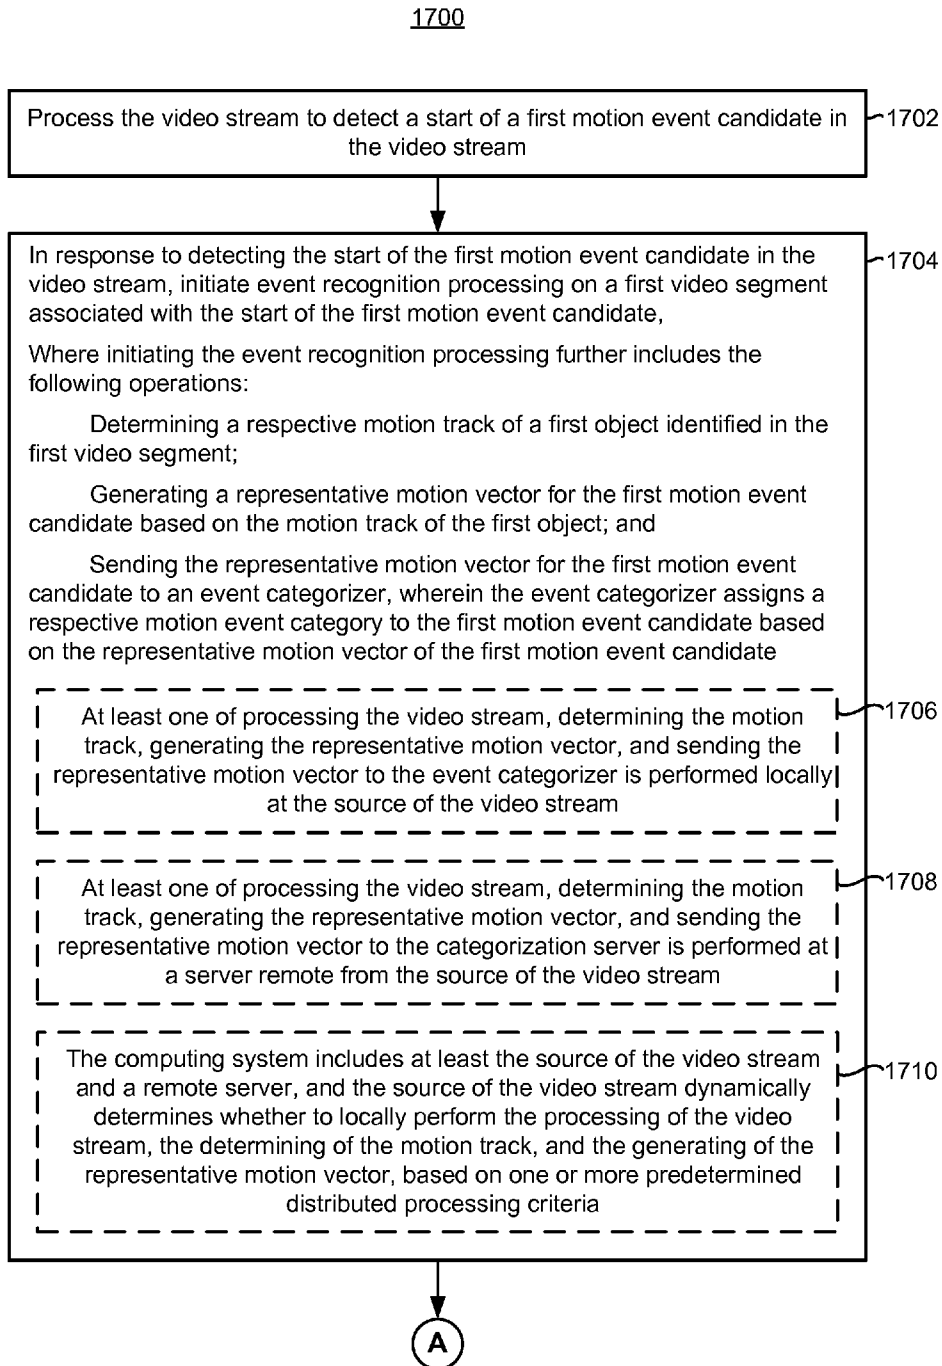 1700
Process the video stream to detect a start of a first motion event candidate in
the video stream
1702
In response to detecting the start of the first motion event candidate in the
video stream, initiate event recognition processing on a first video segment
associated with the start of the first motion event candidate,
1704
Where initiating the event recognition processing further includes the
following operations:
Determining a respective motion track of a first object identified in the
first video segment;
Generating a representative motion vector for the first motion event
candidate based on the motion track of the first object; and
Sending the representative motion vector for the first motion event
candidate to an event categorizer, wherein the event categorizer assigns a
respective motion event category to the first motion event candidate based
on the representative motion vector of the first motion event candidate
At least one of processing the video stream, determining the motion
track, generating the representative motion vector, and sending the
representative motion vector to the event categorizer is performed locally
at the source of the video stream
1706
At least one of processing the video stream, determining the motion
track, generating the representative motion vector, and sending the
representative motion vector to the categorization server is performed at
a server remote from the source of the video stream
1708
The computing system includes at least the source of the video stream
and a remote server, and the source of the video stream dynamically
determines whether to locally perform the processing of the video
stream, the determining of the motion track, and the generating of the
representative motion vector, based on one or more predetermined
distributed processing criteria
1710
A